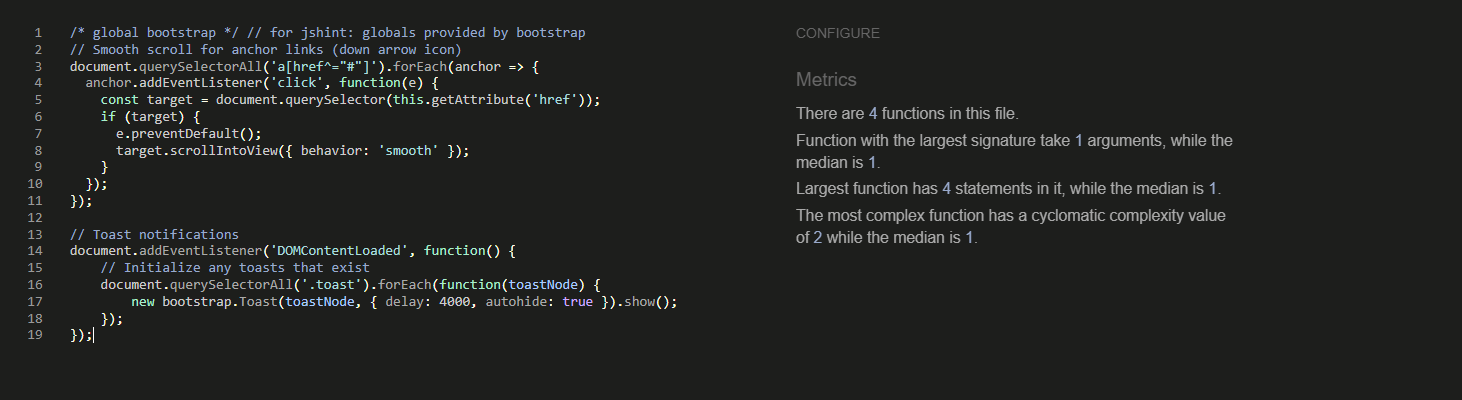 1 /* global bootstrap */ // for jshint: globals provided by bootstrap
2 // Smooth scroll for anchor links (down arrow icon)
3 document.querySelectorAll('a[href^="#"]').forEach(anchor => {
4   anchor.addEventListener('click', function(e) {
5     const target = document.querySelector(this.getAttribute('href'));
6     if (target) {
7       e.preventDefault();
8       target.scrollIntoView({ behavior: 'smooth' });
9     }
10   });
11 });
12
13 // Toast notifications
14 document.addEventListener('DOMContentLoaded', function() {
15     // Initialize any toasts that exist
16     document.querySelectorAll('.toast').forEach(function(toastNode) {
17         new bootstrap.Toast(toastNode, { delay: 4000, autohide: true }).show();
18     });
19 });
CONFIGURE
Metrics
There are 4 functions in this file.
Function with the largest signature take 1 arguments, while the
median is 1.
Largest function has 4 statements in it, while the median is 1.
The most complex function has a cyclomatic complexity value
of 2 while the median is 1.